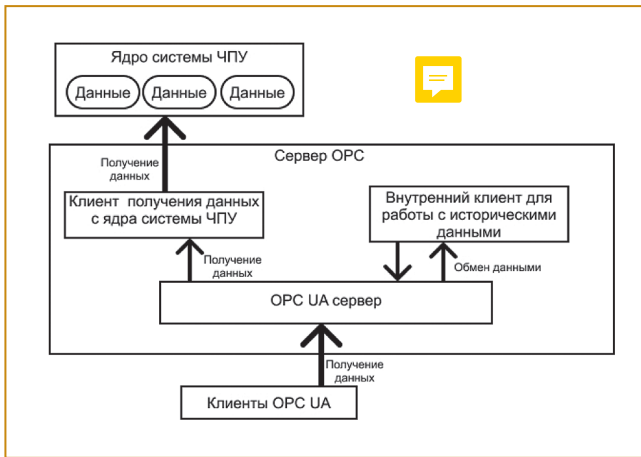 Ядро системы ЧПУ
Данные Данные Данные
Получение
данных
Сервер OPC
Клиент получения данных
с ядра системы ЧПУ
Внутренний клиент для
работы с историческими
данными
Получение
данных
Обмен данными
OPC UA сервер
Получение
данных
Клиенты OPC UA